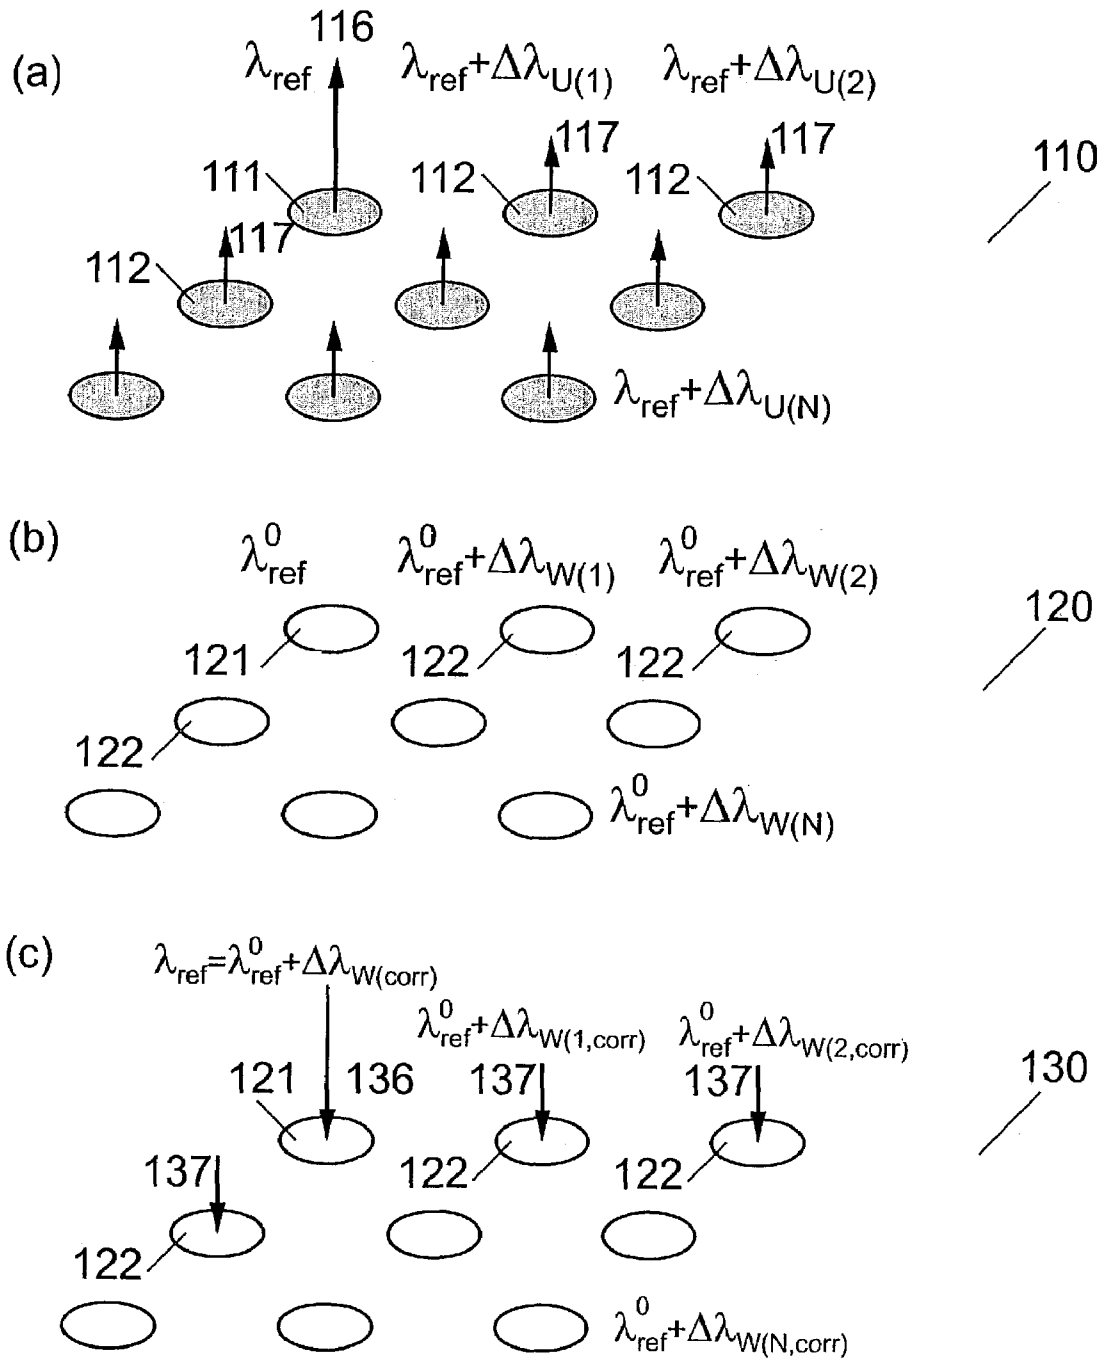 (a)
116
λref λref+ΔλU(1) λref+ΔλU(2)
117 117
110
111 112 112
117
112
λref+ΔλU(N)
(b)
λ⁰ref λ⁰ref+ΔλW(1) λ⁰ref+ΔλW(2)
120
121 122 122
122
λ⁰ref+ΔλW(N)
(c)
λref=λ⁰ref+ΔλW(corr)
λ⁰ref+ΔλW(1,corr) λ⁰ref+ΔλW(2,corr)
121 136 137 137 130
137 122 122
122
λ⁰ref+ΔλW(N,corr)